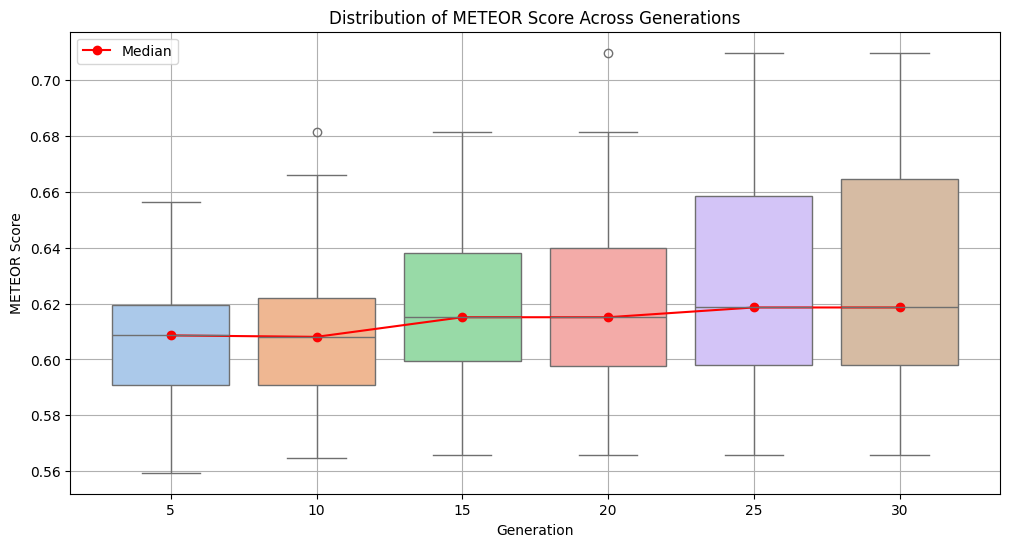 Distribution of METEOR Score Across Generations
Median
METEOR Score
0.70
0.68
0.66
0.64
0.62
0.60
0.58
0.56
5 10 15 20 25 30
Generation